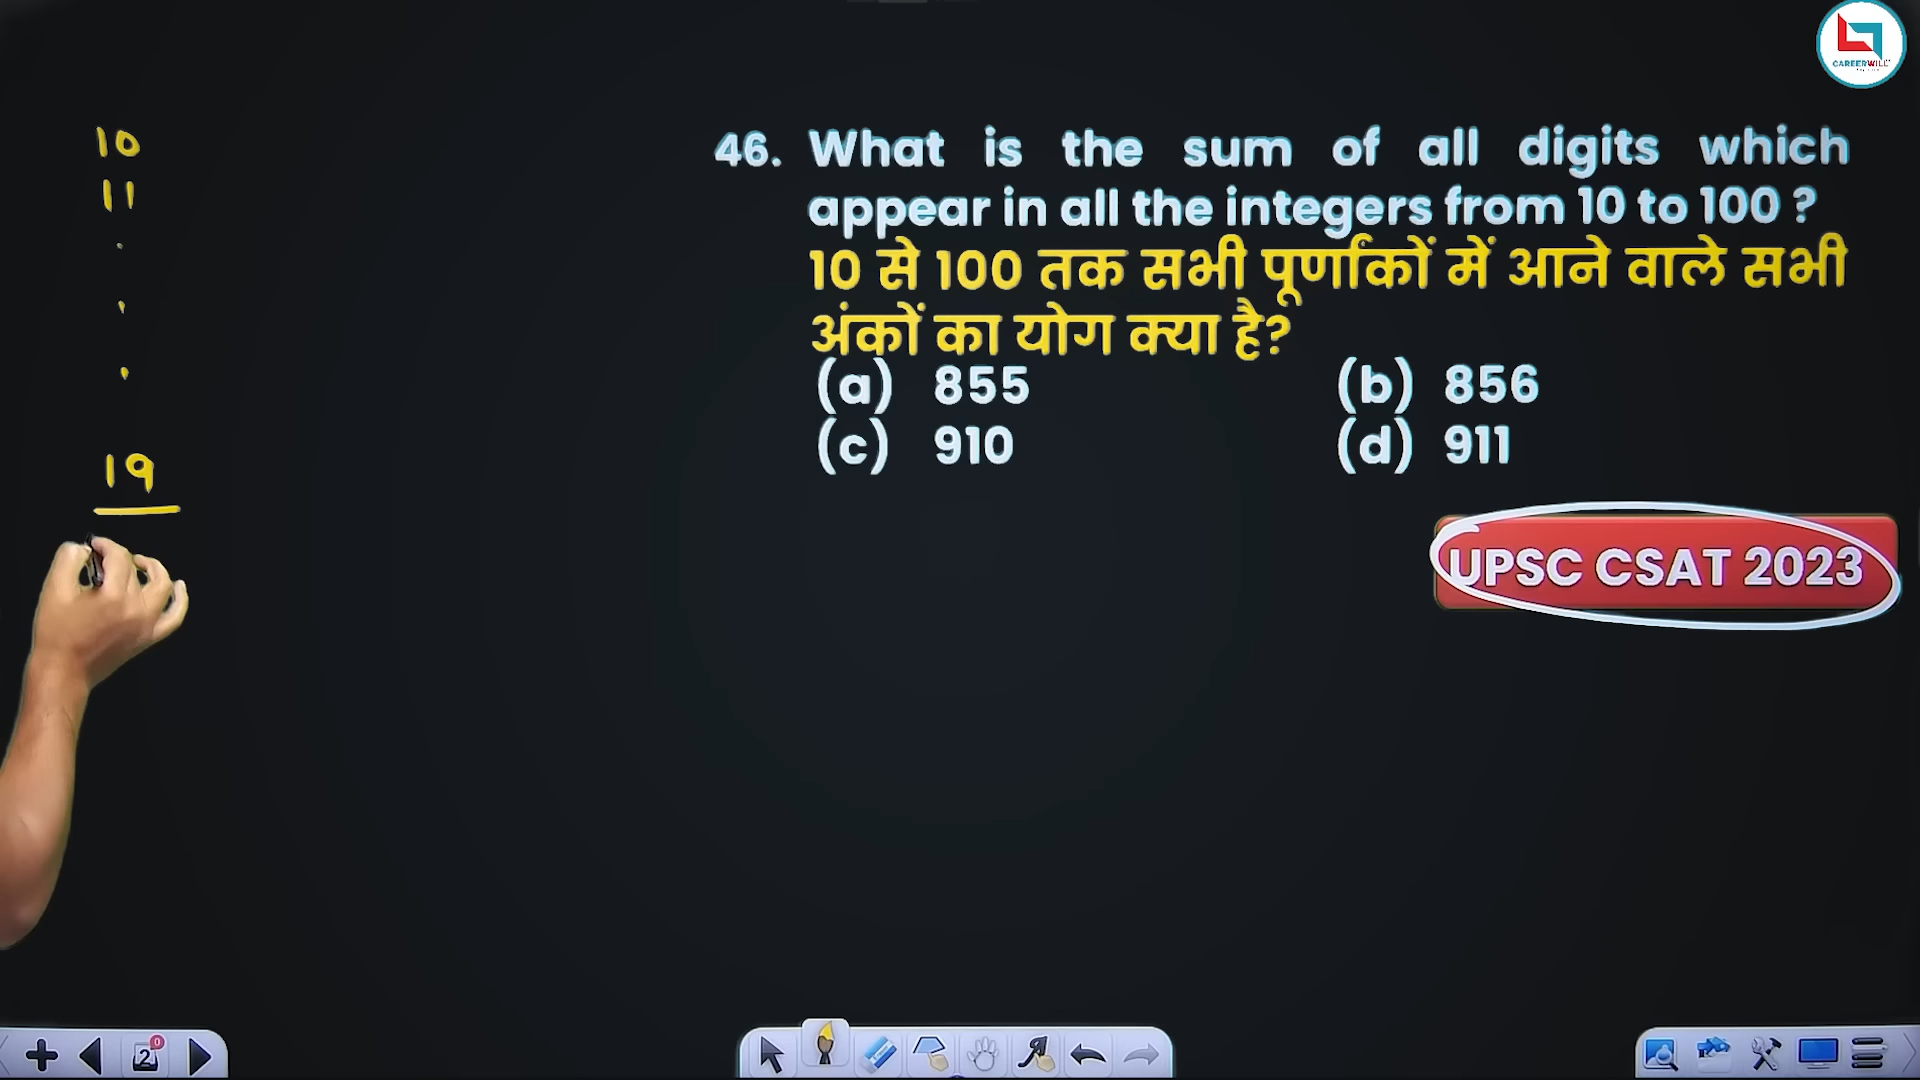 CAREERWILL
10
11
.
.
.
19
46. What is the sum of all digits which
appear in all the integers from 10 to 100 ?
10 से 100 तक सभी पूर्णांकों में आने वाले सभी
अंकों का योग क्या है?
(a) 855 (b) 856
(c) 910 (d) 911
UPSC CSAT 2023
2 0